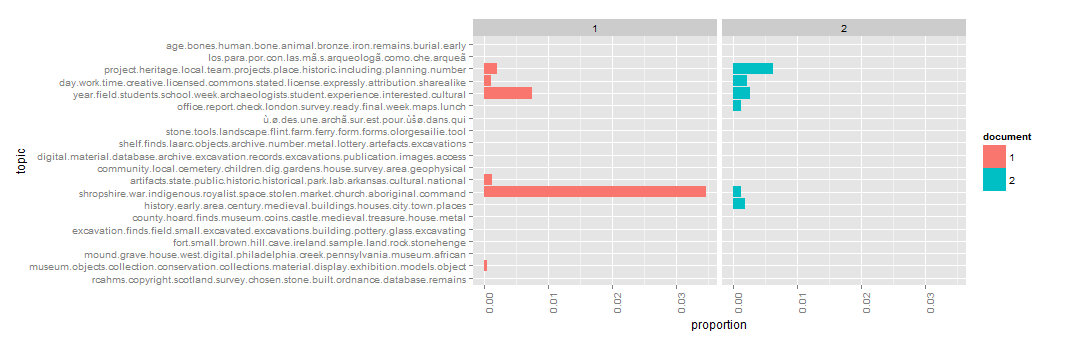 1
2
age.bones.human.bone.animal.bronze.iron.remains.burial.early
los.para.por.con.las.mã.s.arqueologã.como.che.arqueã
project.heritage.local.team.projects.place.historic.including.planning.number
day.work.time.creative.licensed.commons.stated.license.expressly.attribution.sharealike
year.field.students.school.week.archaeologists.student.experience.interested.cultural
office.report.check.london.survey.ready.final.week.maps.lunch
ù.ø.des.une.archã.sur.est.pour.ùšø.dans.qui
stone.tools.landscape.flint.farm.ferry.form.forms.olorgesailie.tool
shelf.finds.laarc.objects.archive.number.metal.lottery.artefacts.excavations
digital.material.database.archive.excavation.records.excavations.publication.images.access
community.local.cemetery.children.dig.gardens.house.survey.area.geophysical
artifacts.state.public.historic.historical.park.lab.arkansas.cultural.national
shropshire.war.indigenous.royalist.space.stolen.market.church.aboriginal.command
history.early.area.century.medieval.buildings.houses.city.town.places
county.hoard.finds.museum.coins.castle.medieval.treasure.house.metal
excavation.finds.field.small.excavated.excavations.building.pottery.glass.excavating
fort.small.brown.hill.cave.ireland.sample.land.rock.stonehenge
mound.grave.house.west.digital.philadelphia.creek.pennsylvania.museum.african
museum.objects.collection.conservation.collections.material.display.exhibition.models.object
rcahms.copyright.scotland.survey.chosen.stone.built.ordnance.database.remains
topic
0.00
0.01
0.02
0.03
0.00
0.01
0.02
0.03
proportion
document
1
2